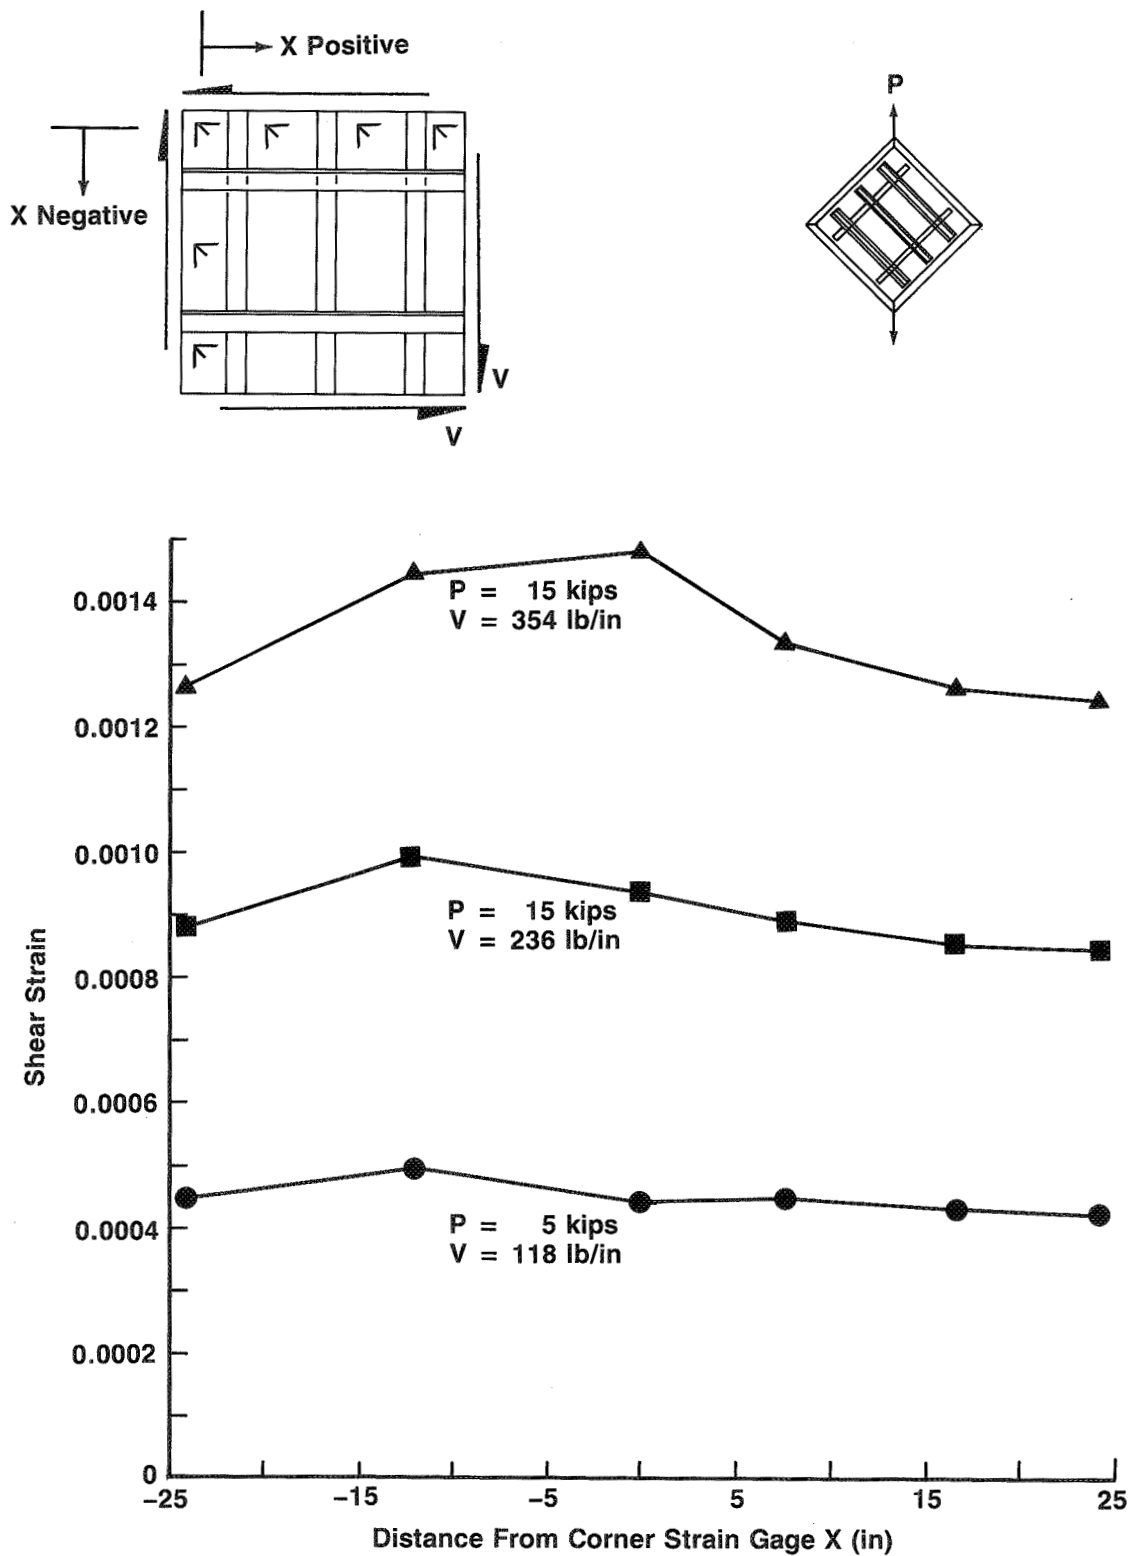 X Positive
P
X Negative
V
V
P = 15 kips
V = 354 lb/in
0.0014
0.0012
0.0010
P = 15 kips
V = 236 lb/in
0.0008
Shear Strain
0.0006
P = 5 kips
V = 118 lb/in
0.0004
0.0002
0
-25 -15 -5 5 15 25
Distance From Corner Strain Gage X (in)